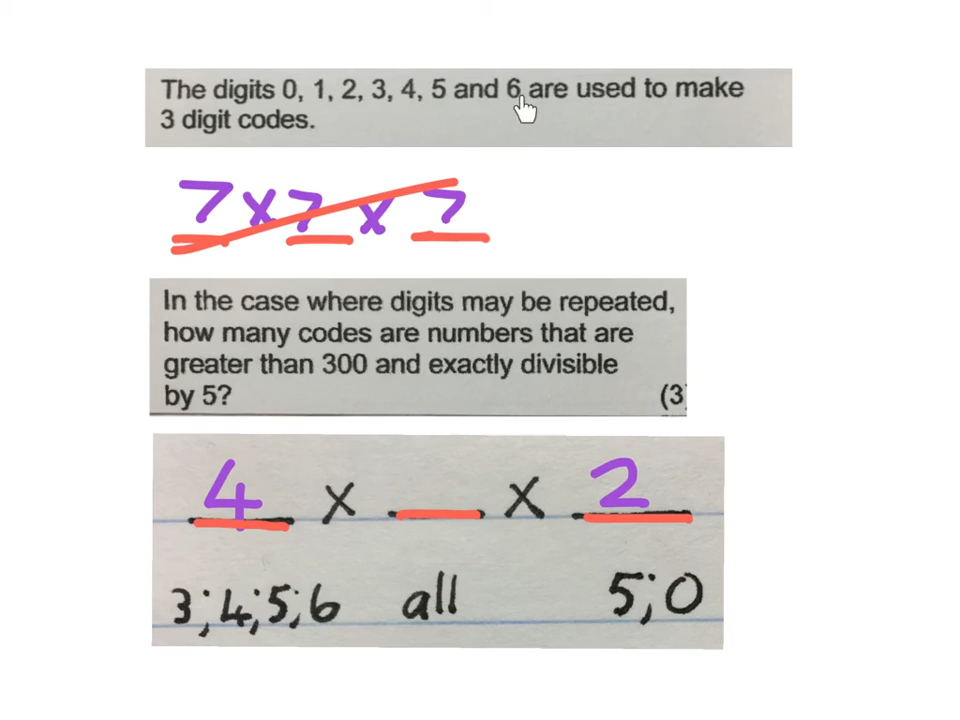 The digits 0, 1, 2, 3, 4, 5 and 6 are used to make
3 digit codes.
7 x 7 x 7
In the case where digits may be repeated,
how many codes are numbers that are
greater than 300 and exactly divisible
by 5? (3
4 x __ x 2
3;4;5;6 all 5;0